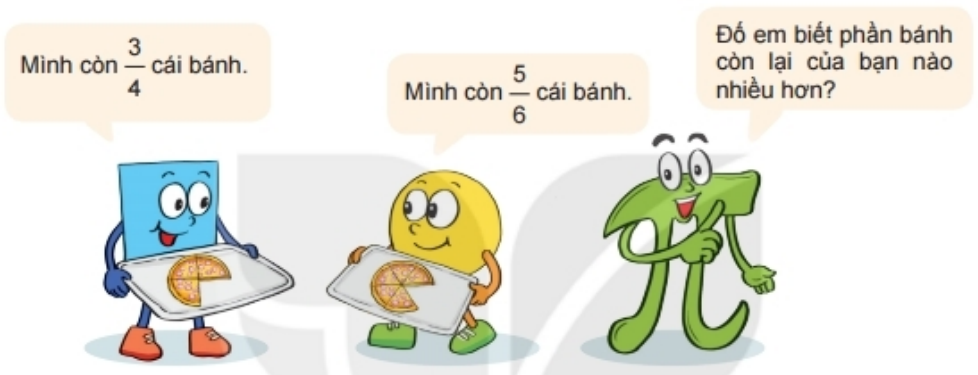 Mình còn 3/4 cái bánh.
Mình còn 5/6 cái bánh.
Đố em biết phần bánh
còn lại của bạn nào
nhiều hơn?